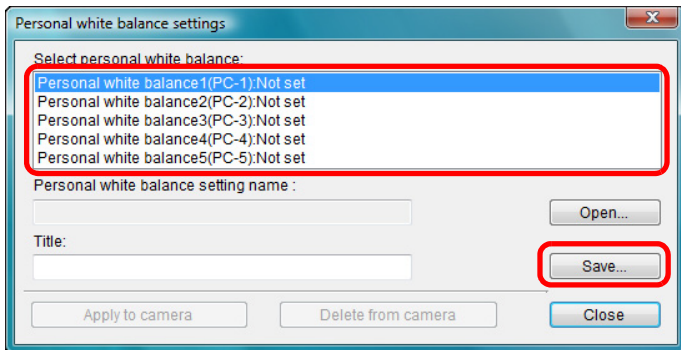 Personal white balance settings
Select personal white balance:
Personal white balance1(PC-1):Not set
Personal white balance2(PC-2):Not set
Personal white balance3(PC-3):Not set
Personal white balance4(PC-4):Not set
Personal white balance5(PC-5):Not set
Personal white balance setting name :
Open...
Title:
Save...
Apply to camera Delete from camera Close